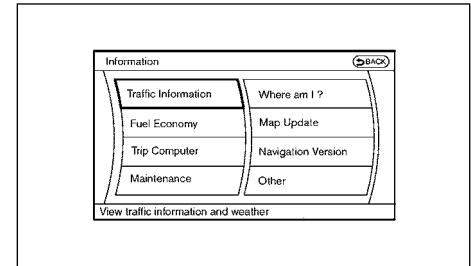 Information
BACK
Traffic Information
Where am I ?
Fuel Economy
Map Update
Trip Computer
Navigation Version
Maintenance
Other
View traffic information and weather